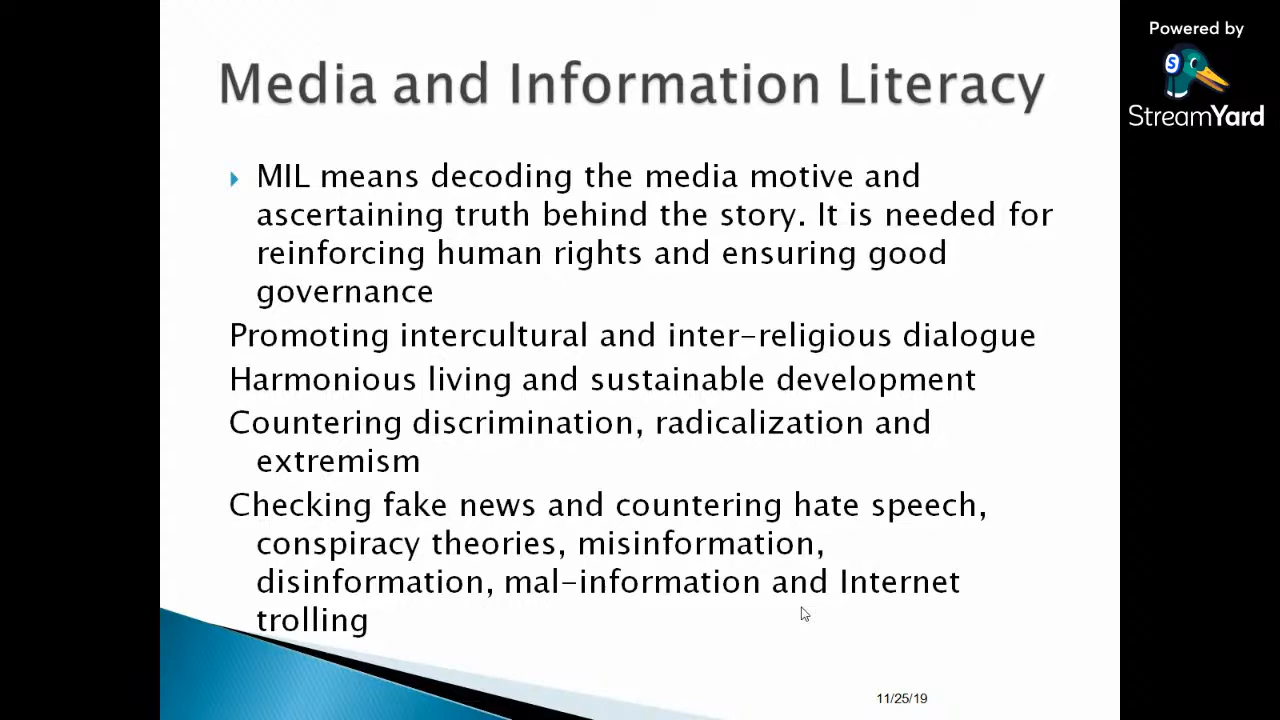 Media and Information Literacy
MIL means decoding the media motive and
ascertaining truth behind the story. It is needed for
reinforcing human rights and ensuring good
governance
Promoting intercultural and inter-religious dialogue
Harmonious living and sustainable development
Countering discrimination, radicalization and
extremism
Checking fake news and countering hate speech,
conspiracy theories, misinformation,
disinformation, mal-information and Internet
trolling
11/25/19
Powered by
S
StreamYard